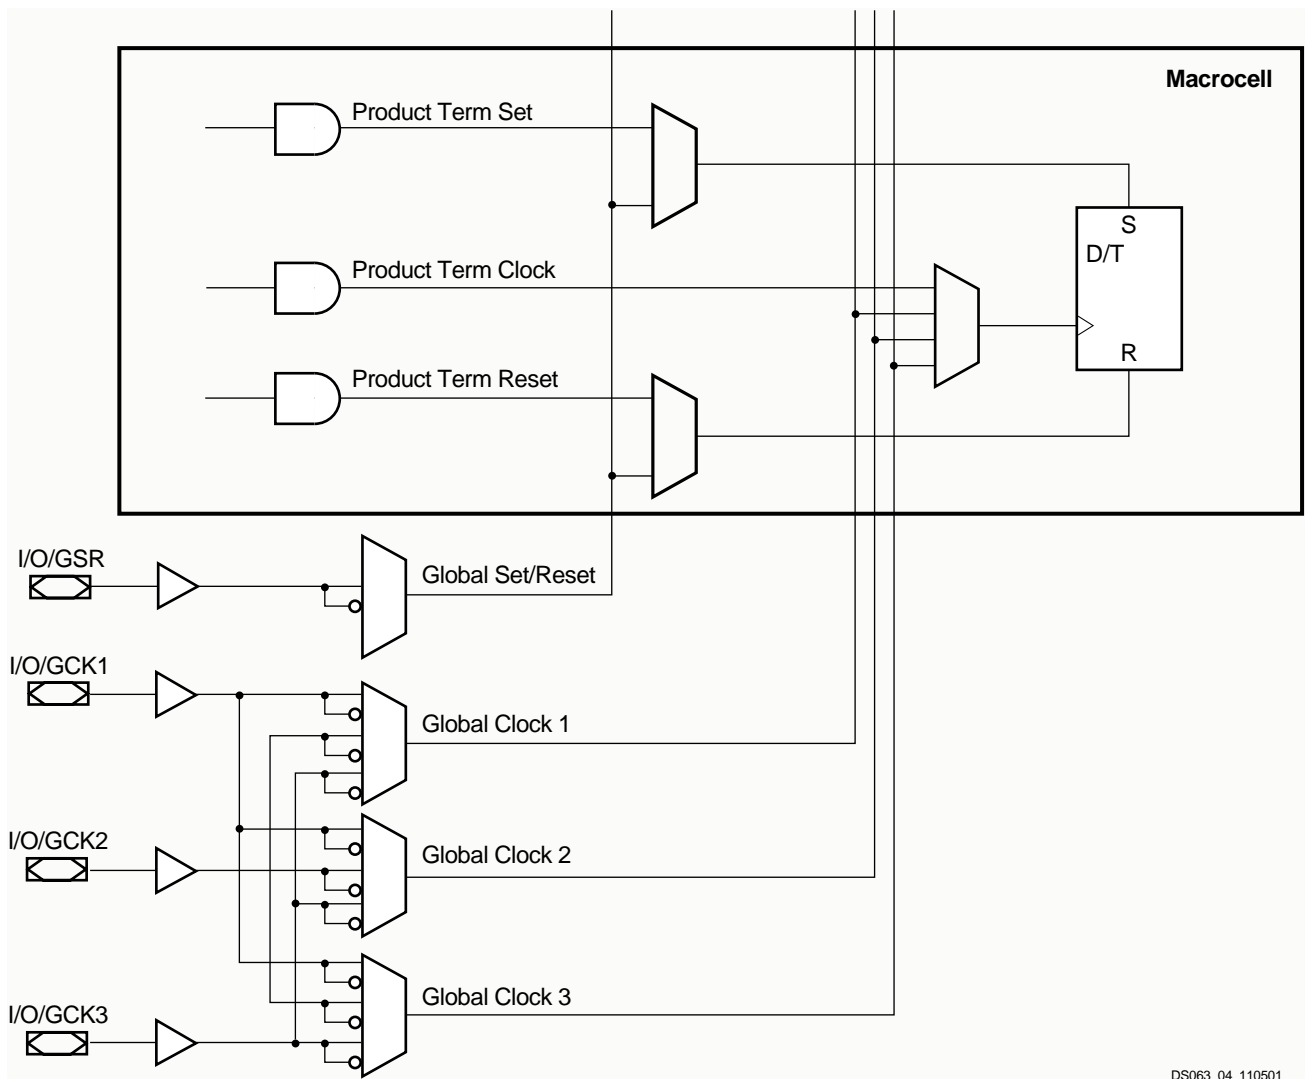 Macrocell
Product Term Set
S
D/T
Product Term Clock
R
Product Term Reset
I/O/GSR
Global Set/Reset
I/O/GCK1
Global Clock 1
I/O/GCK2
Global Clock 2
I/O/GCK3
Global Clock 3
DS063_04_110501